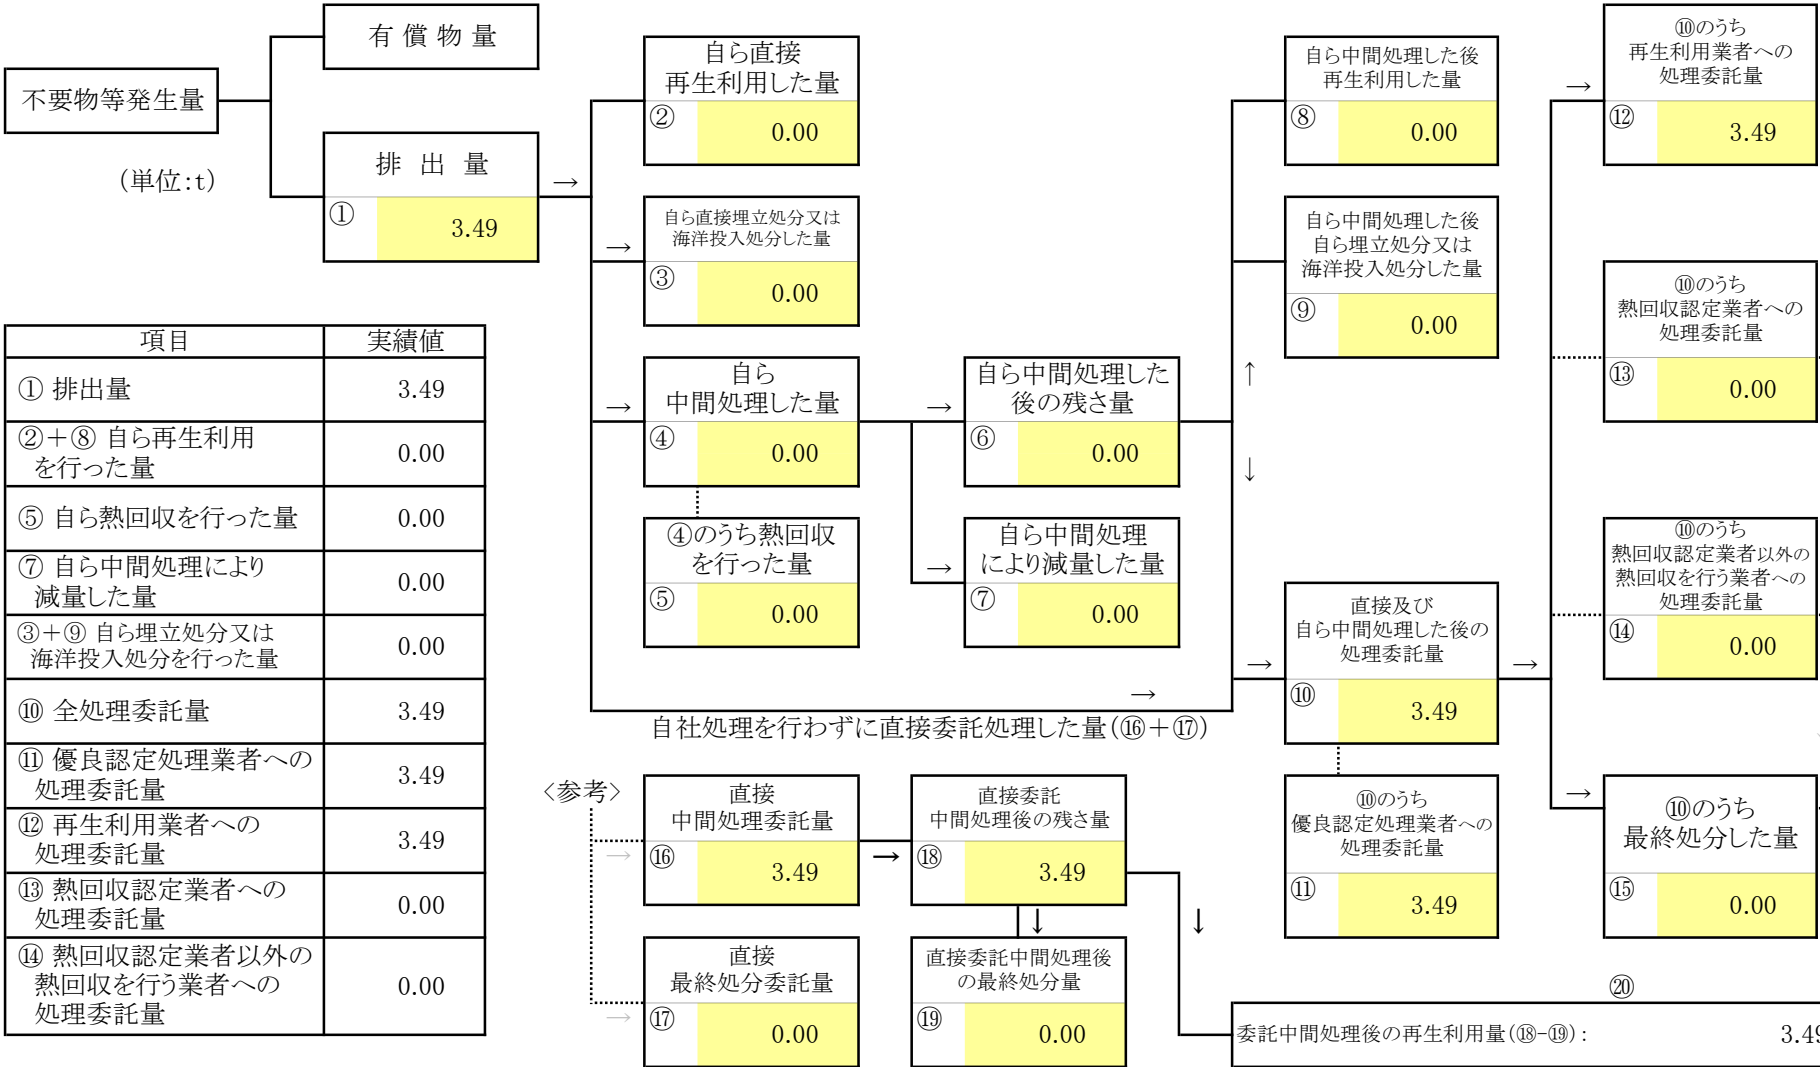 有 償 物 量
不要物等発生量
排 出 量
①
3.49
(単位:t)
→
自ら直接
再生利用した量
②
0.00
→
自ら直接埋立処分又は
海洋投入処分した量
③
0.00
→
自ら
中間処理した量
④
0.00
④のうち熱回収
を行った量
⑤
0.00
→
自ら中間処理した
後の残さ量
⑥
0.00
→
自ら中間処理
により減量した量
⑦
0.00
↑
↓
自ら中間処理した後
再生利用した量
⑧
0.00
自ら中間処理した後
自ら埋立処分又は
海洋投入処分した量
⑨
0.00
→
自社処理を行わずに直接委託処理した量(⑯+⑰)
→
直接及び
自ら中間処理した後の
処理委託量
⑩
3.49
⑩のうち
優良認定処理業者への
処理委託量
⑪
3.49
→
→
⑩のうち
再生利用業者への
処理委託量
⑫
3.49
⑩のうち
熱回収認定業者への
処理委託量
⑬
0.00
⑩のうち
熱回収認定業者以外の
熱回収を行う業者への
処理委託量
⑭
0.00
→
⑩のうち
最終処分した量
⑮
0.00
項目 実績値
① 排出量 3.49
②+⑧ 自ら再生利用
を行った量 0.00
⑤ 自ら熱回収を行った量 0.00
⑦ 自ら中間処理により
減量した量 0.00
③+⑨ 自ら埋立処分又は
海洋投入処分を行った量 0.00
⑩ 全処理委託量 3.49
⑪ 優良認定処理業者への
処理委託量 3.49
⑫ 再生利用業者への
処理委託量 3.49
⑬ 熱回収認定業者への
処理委託量 0.00
⑭ 熱回収認定業者以外の
熱回収を行う業者への
処理委託量 0.00
<参考>
→
直接
中間処理委託量
⑯
3.49
→
直接委託
中間処理後の残さ量
⑱
3.49
↓
↓
→
直接
最終処分委託量
⑰
0.00
直接委託中間処理後
の最終処分量
⑲
0.00
⑳
委託中間処理後の再生利用量(⑱-⑲): 3.49